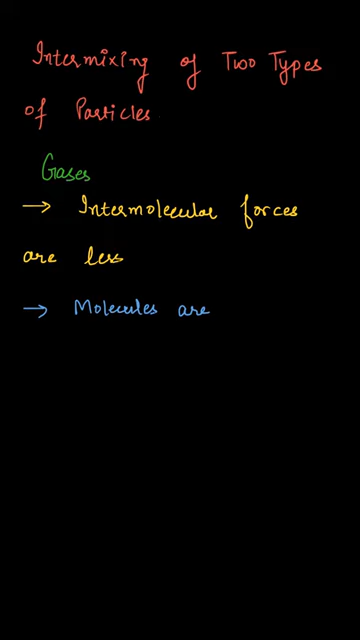 Intermixing of Two Types
of Particles
Gases
→ Intermolecular forces
are less
→ Molecules are